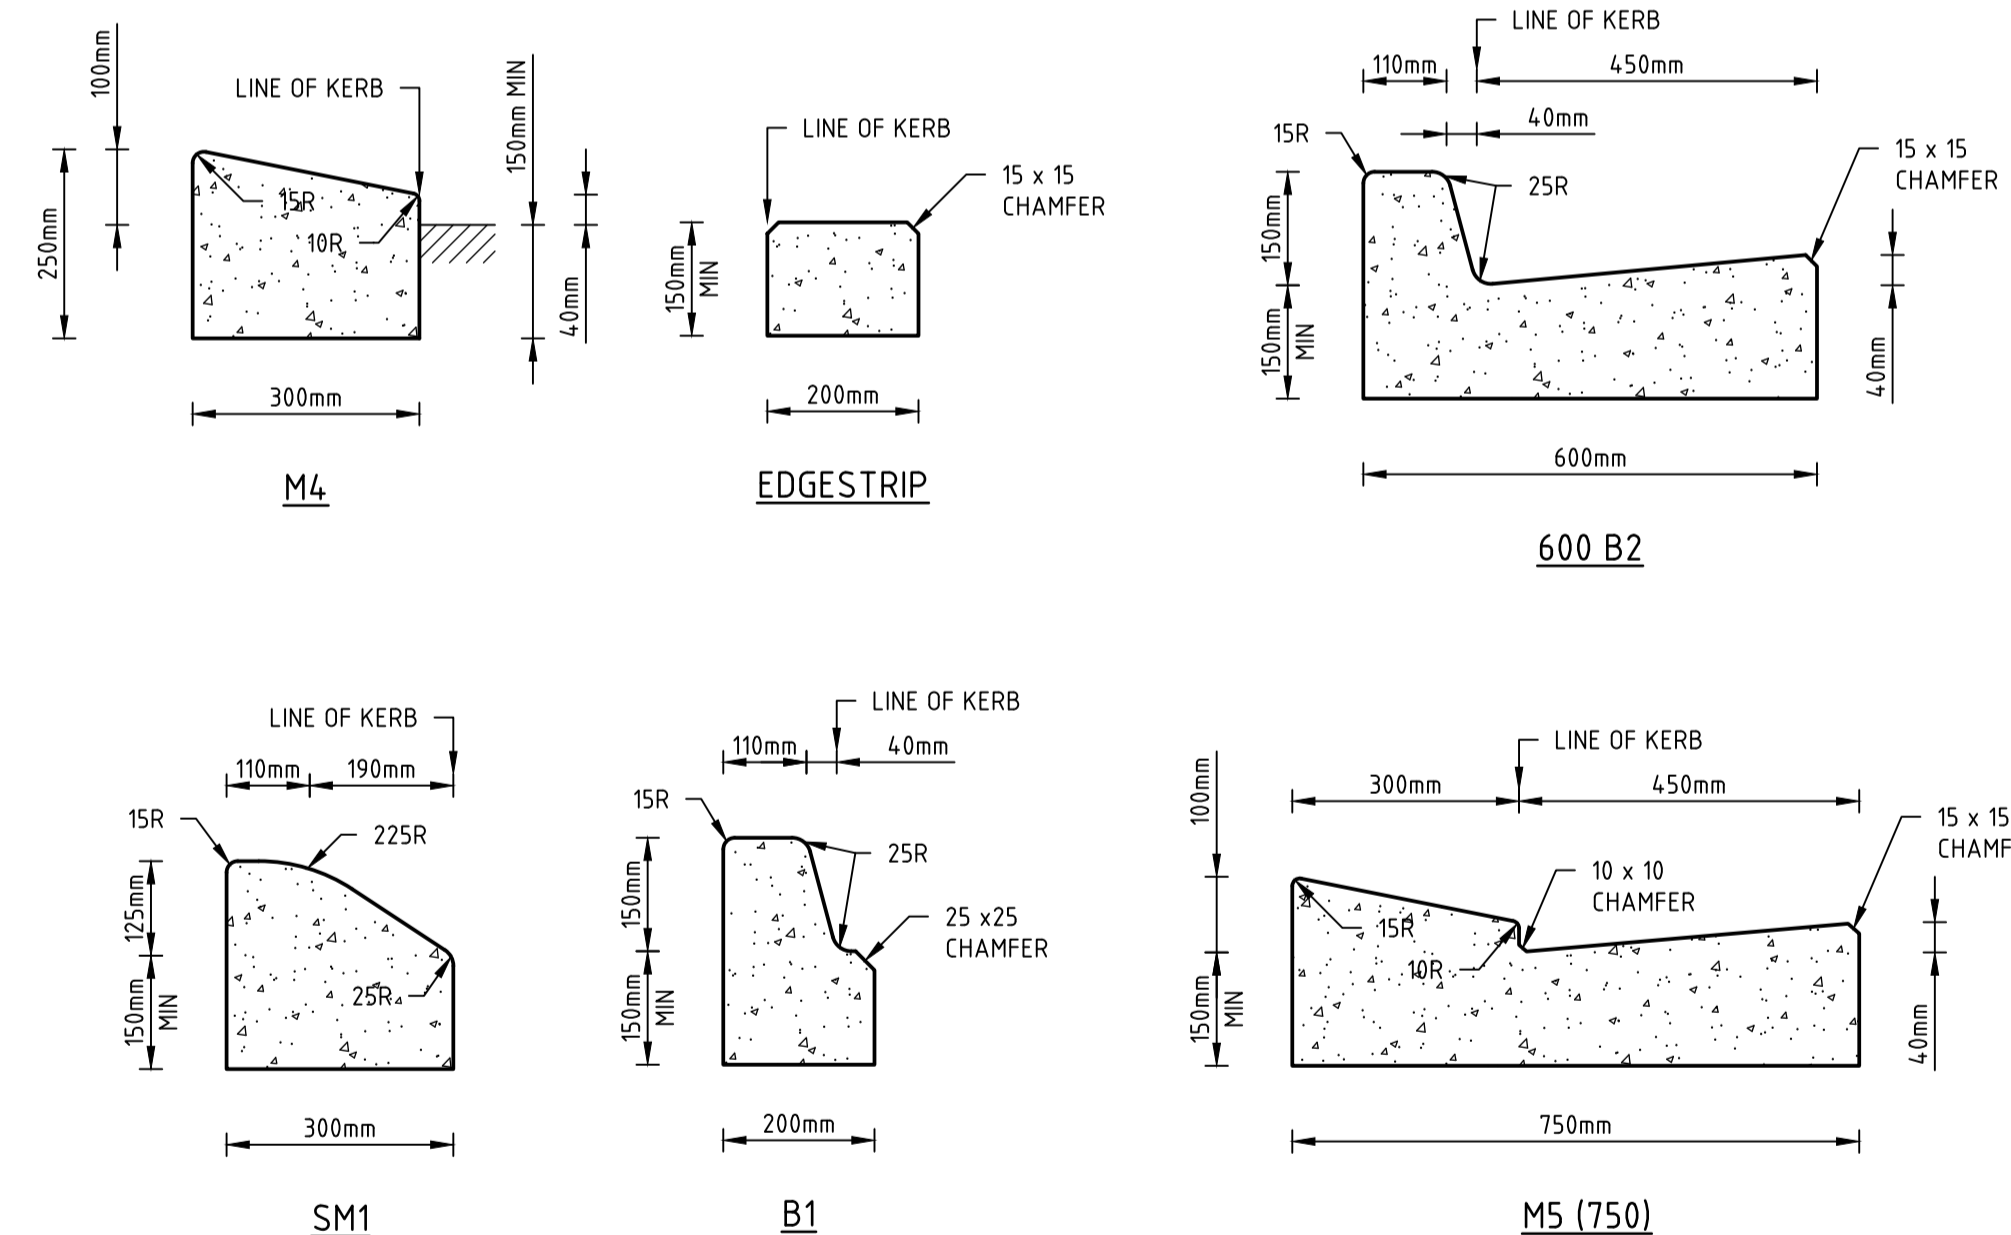 100mm
LINE OF KERB
150mm MIN
250mm
15R
10R
40mm
300mm
M4
LINE OF KERB
15 x 15
CHAMFER
150mm
MIN
200mm
EDGESTRIP
LINE OF KERB
110mm
450mm
40mm
15R
25R
15 x 15
CHAMFER
150mm
150mm
MIN
40mm
600mm
600 B2
LINE OF KERB
110mm
190mm
15R
225R
125mm
150mm
MIN
25R
300mm
SM1
LINE OF KERB
110mm
40mm
15R
25R
150mm
25 x25
CHAMFER
150mm
MIN
200mm
B1
LINE OF KERB
100mm
300mm
450mm
15 x 15
CHAMF
10 x 10
CHAMFER
15R
10R
150mm
MIN
40mm
750mm
M5 (750)